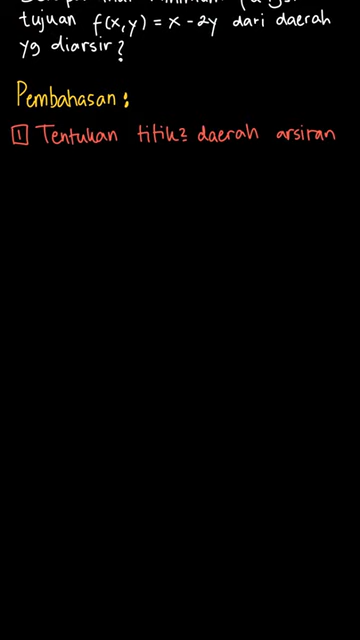 tujuan f(x,y) = x - 2y dari daerah
yg diarsir?
Pembahasan :
1 Tentukan titik2 daerah arsiran